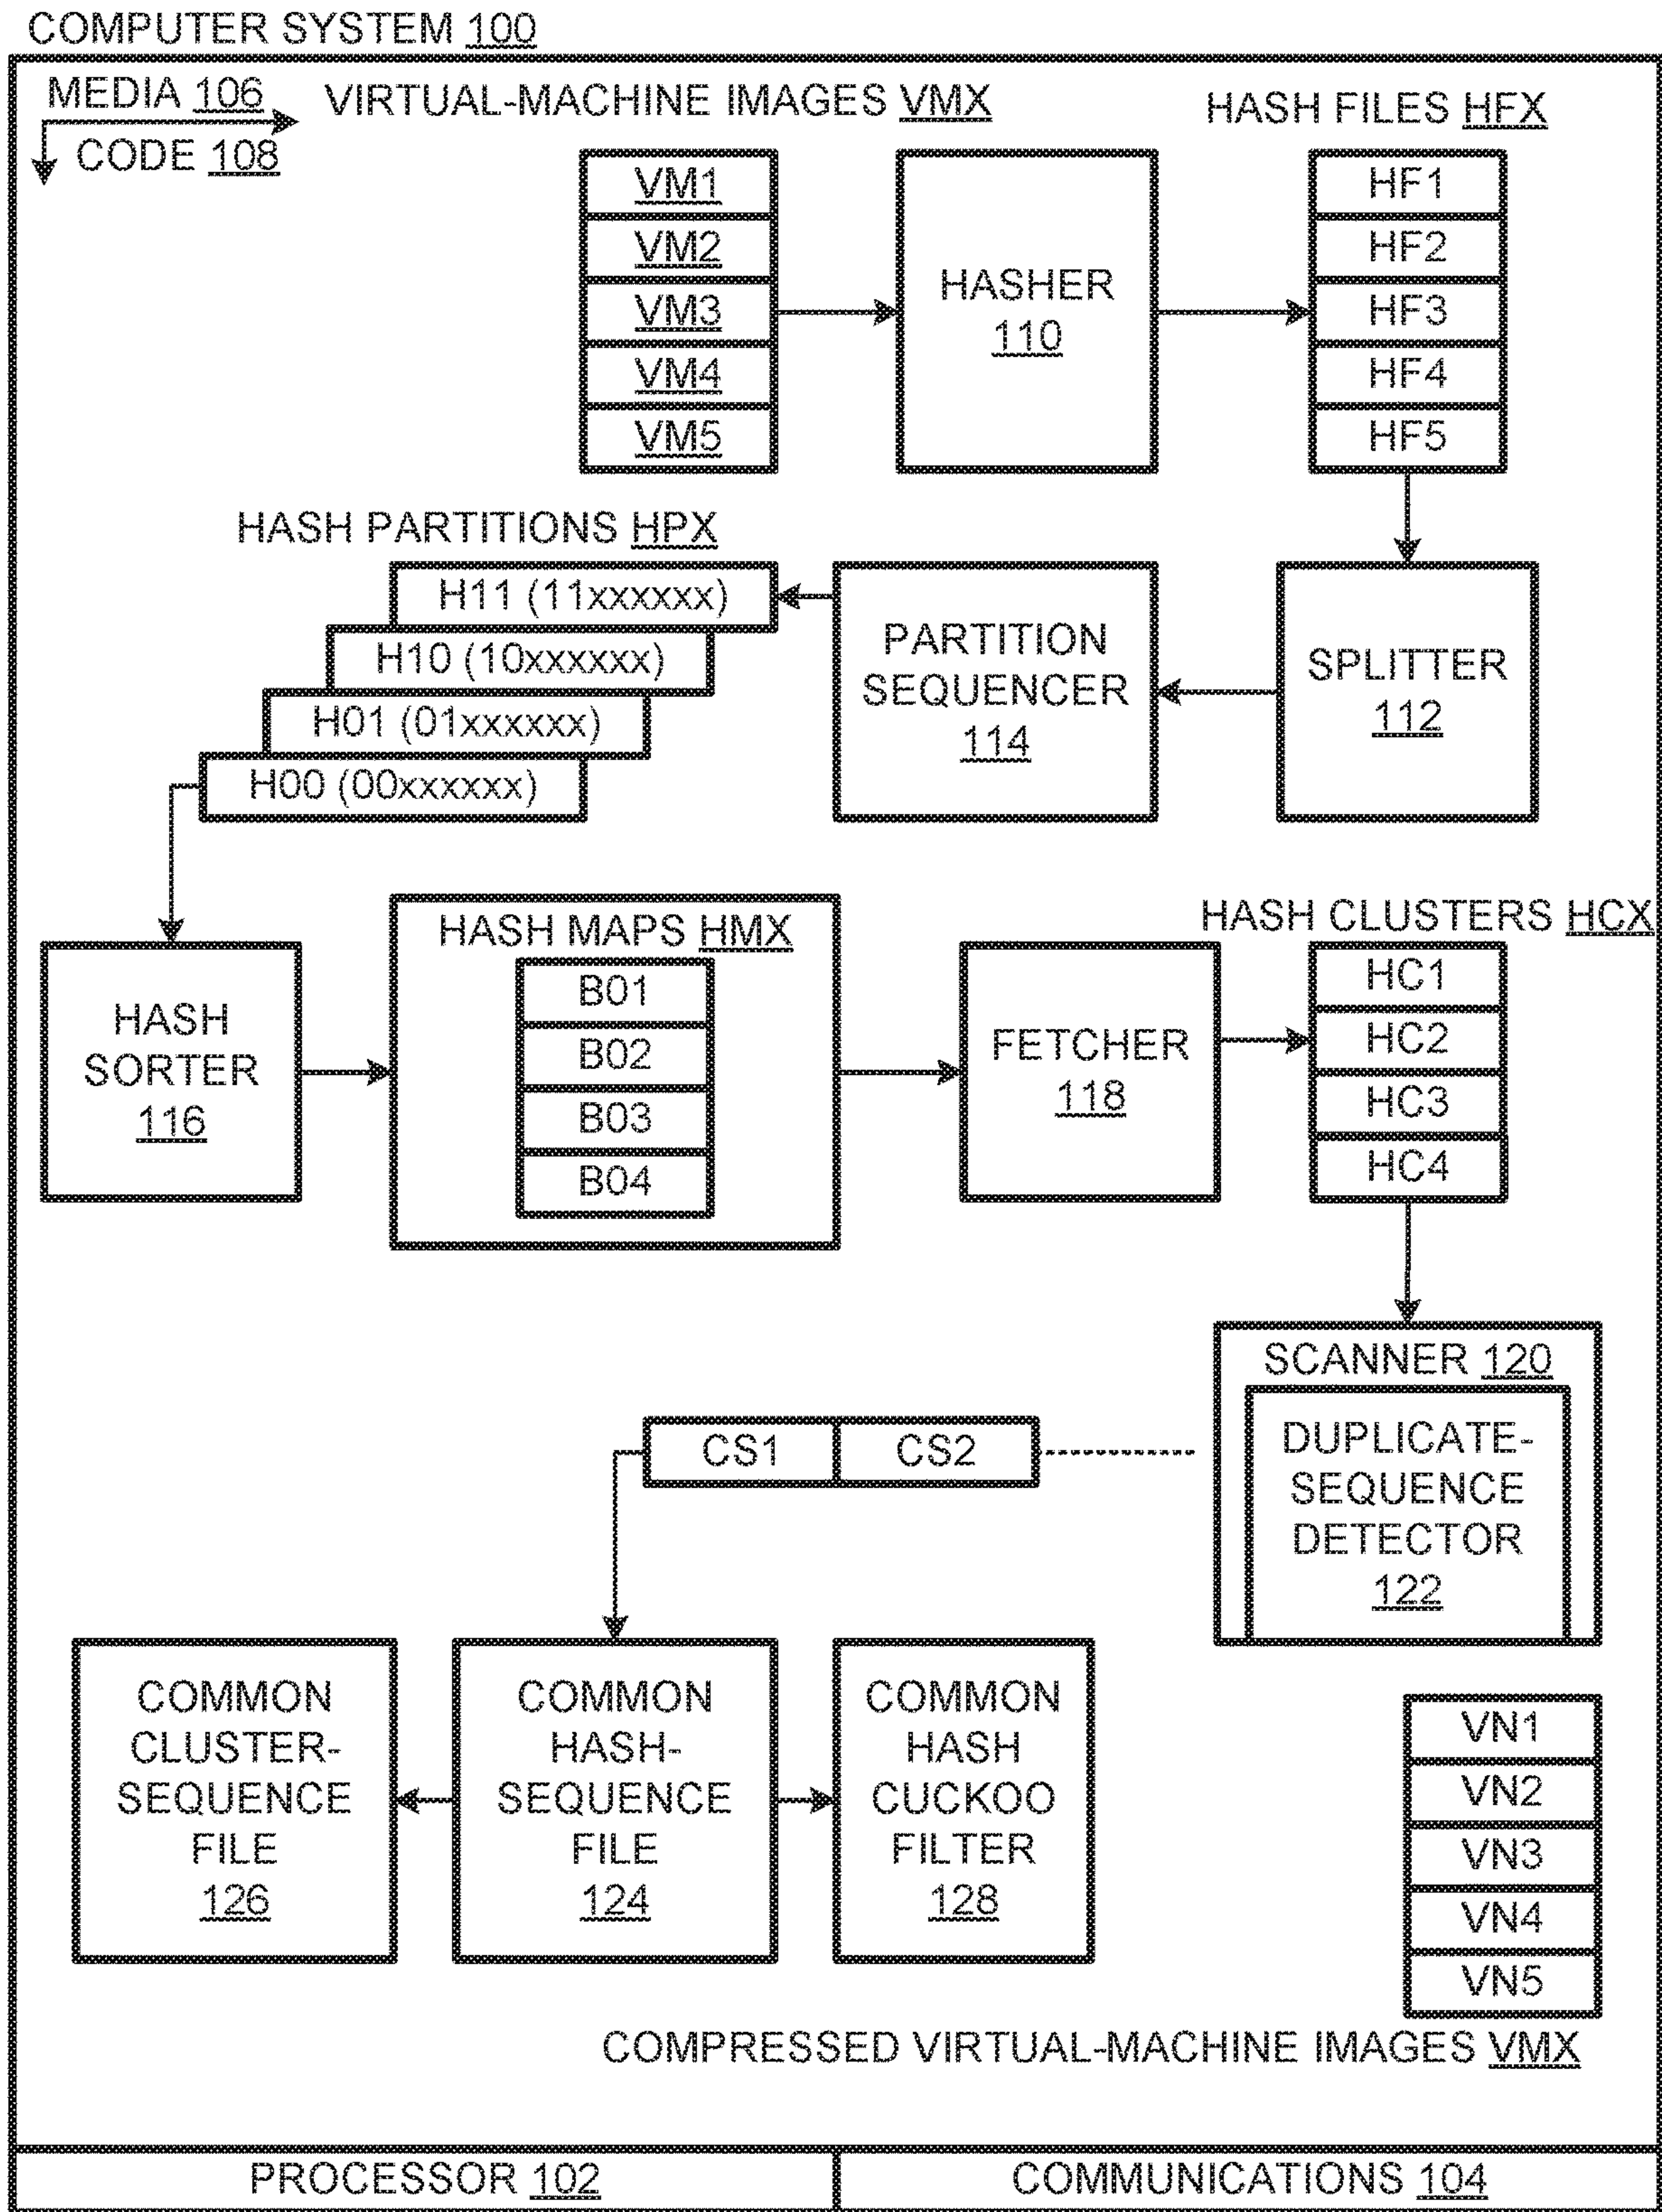 COMPUTER SYSTEM 100
MEDIA 106
CODE 108
VIRTUAL-MACHINE IMAGES VMX
HASH FILES HFX
VM1
VM2
VM3
VM4
VM5
HASHER
110
HF1
HF2
HF3
HF4
HF5
HASH PARTITIONS HPX
H11 (11xxxxxx)
H10 (10xxxxxx)
H01 (01xxxxxx)
H00 (00xxxxxx)
PARTITION
SEQUENCER
114
SPLITTER
112
HASH
SORTER
116
HASH MAPS HMX
B01
B02
B03
B04
FETCHER
118
HASH CLUSTERS HCX
HC1
HC2
HC3
HC4
SCANNER 120
DUPLICATE-
SEQUENCE
DETECTOR
122
CS1
CS2
COMMON
CLUSTER-
SEQUENCE
FILE
126
COMMON
HASH-
SEQUENCE
FILE
124
COMMON
HASH
CUCKOO
FILTER
128
VN1
VN2
VN3
VN4
VN5
COMPRESSED VIRTUAL-MACHINE IMAGES VMX
PROCESSOR 102
COMMUNICATIONS 104